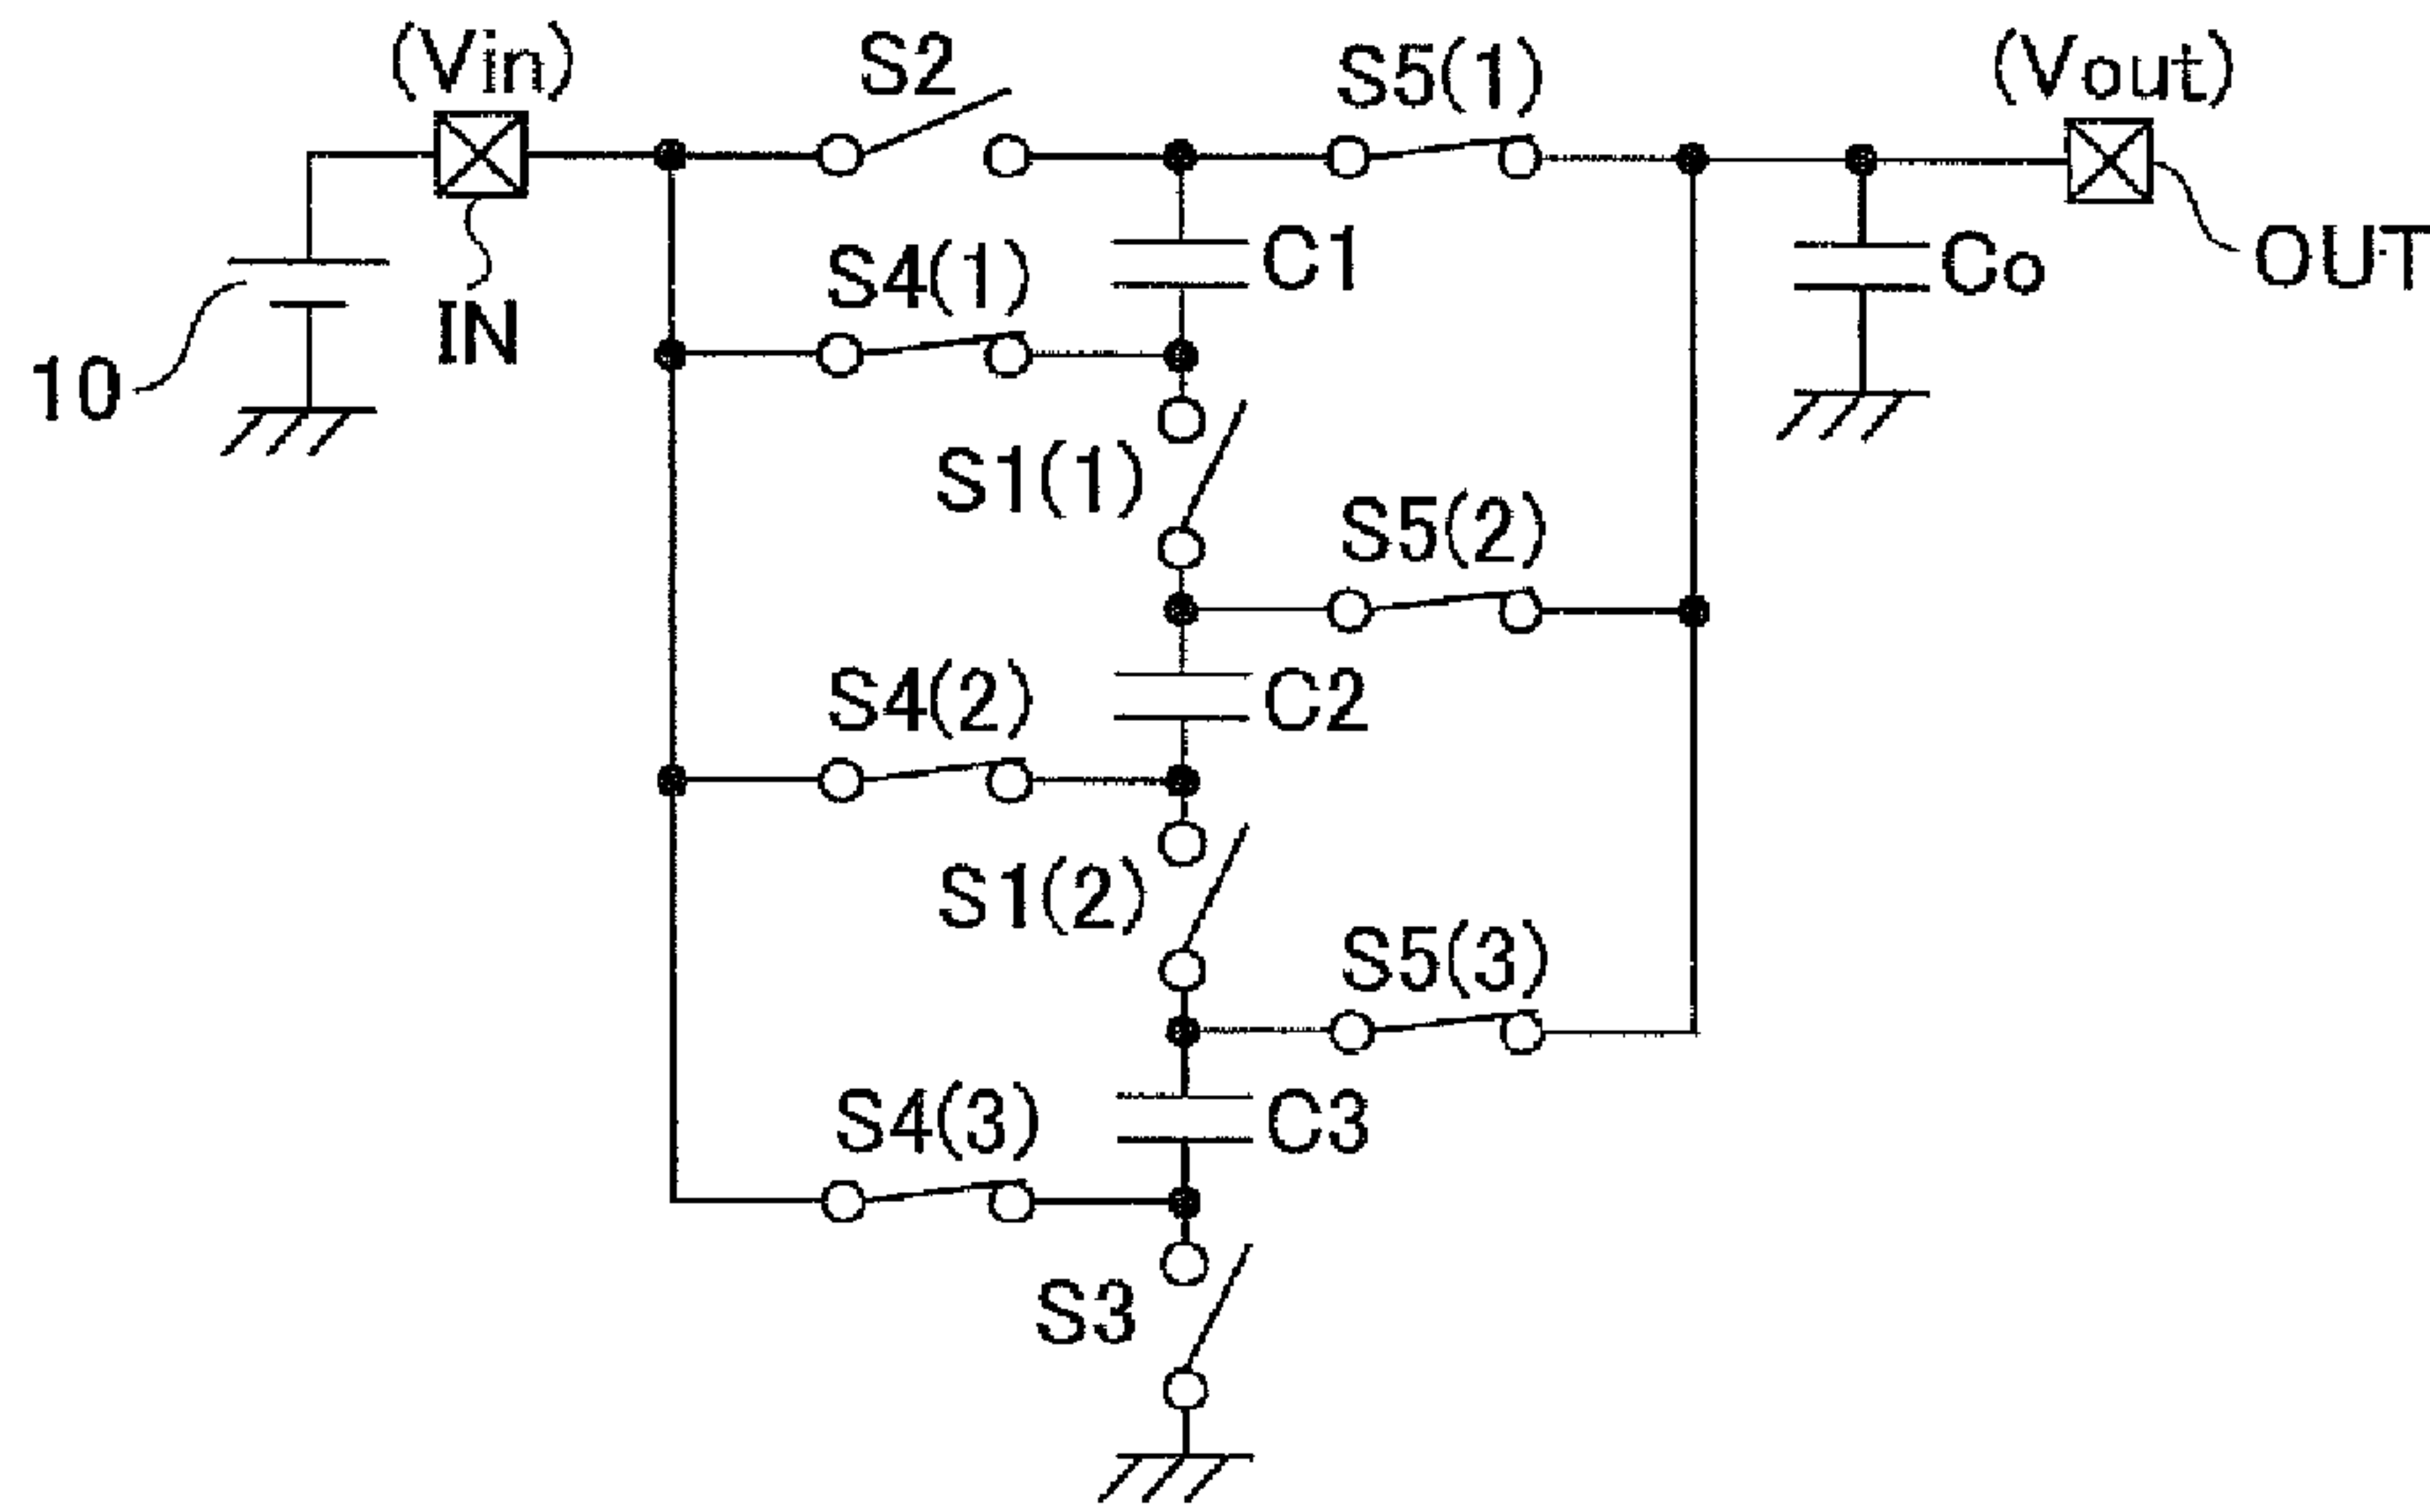 (Vin)
S2
S5(1)
(Vout)
C1
Co
OUT
S4(1)
IN
10
S1(1)
S5(2)
S4(2)
C2
S1(2)
S5(3)
S4(3)
C3
S3